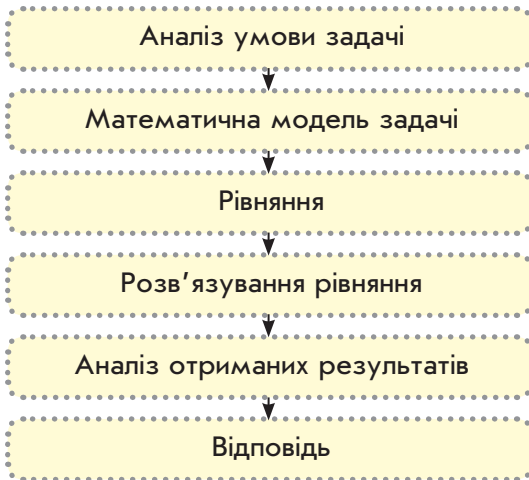 Аналіз умови задачі
Математична модель задачі
Рівняння
Розв'язування рівняння
Аналіз отриманих результатів
Відповідь